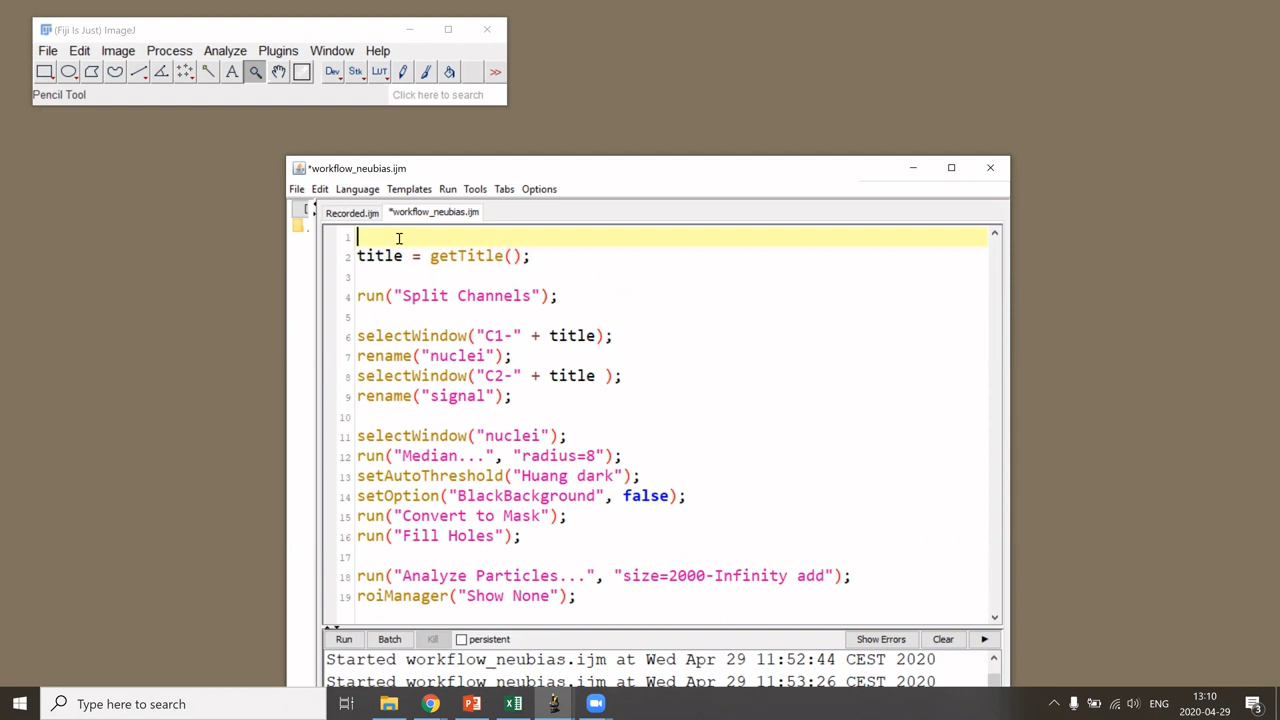 (Fiji Is Just) ImageJ
File Edit Image Process Analyze Plugins Window Help
Dev Stk LUT >>
Pencil Tool Click here to search
*workflow_neubias.ijm
File Edit Language Templates Run Tools Tabs Options
Recorded.ijm *workflow_neubias.ijm
1
2 title = getTitle();
3
4 run("Split Channels");
5
6 selectWindow("C1-" + title);
7 rename("nuclei");
8 selectWindow("C2-" + title );
9 rename("signal");
10
11 selectWindow("nuclei");
12 run("Median...", "radius=8");
13 setAutoThreshold("Huang dark");
14 setOption("BlackBackground", false);
15 run("Convert to Mask");
16 run("Fill Holes");
17
18 run("Analyze Particles...", "size=2000-Infinity add");
19 roiManager("Show None");
Run Batch Kill persistent Show Errors Clear
Started workflow_neubias.ijm at Wed Apr 29 11:52:44 CEST 2020
Started workflow_neubias.ijm at Wed Apr 29 11:53:26 CEST 2020
Type here to search
ENG
13:10
2020-04-29
3